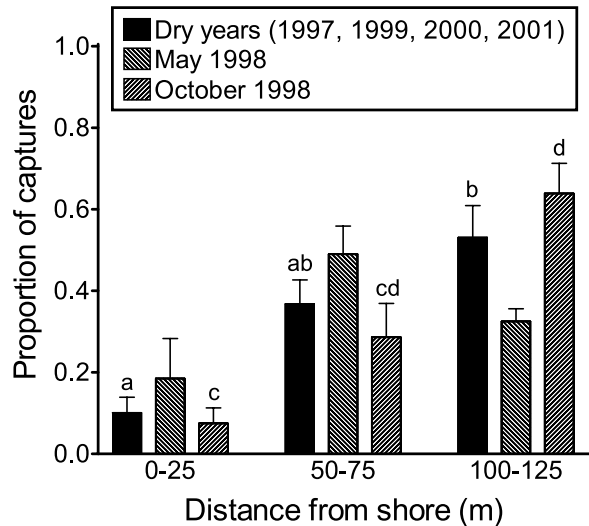 Dry years (1997, 1999, 2000, 2001)
May 1998
October 1998
Proportion of captures
1.0
0.8
0.6
0.4
0.2
0.0
a
c
ab
cd
b
d
0-25
50-75
100-125
Distance from shore (m)